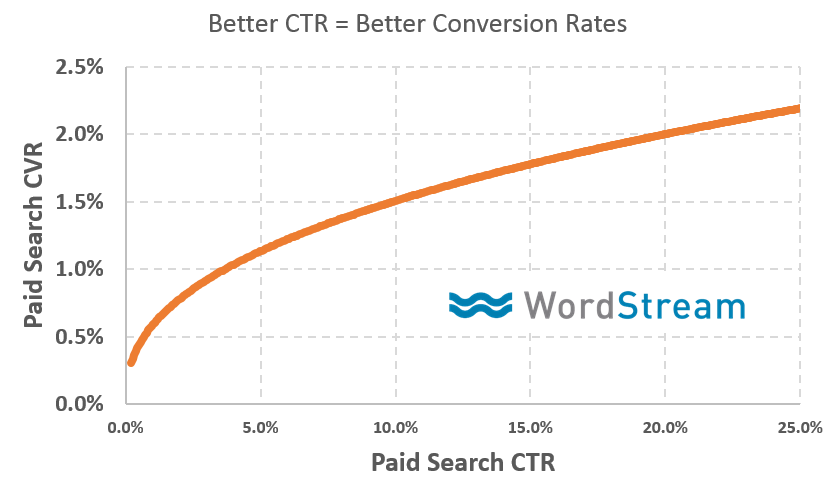 Better CTR = Better Conversion Rates
2.5%
2.0%
1.5%
1.0%
0.5%
0.0%
Paid Search CVR
WordStream
0.0% 5.0% 10.0% 15.0% 20.0% 25.0%
Paid Search CTR